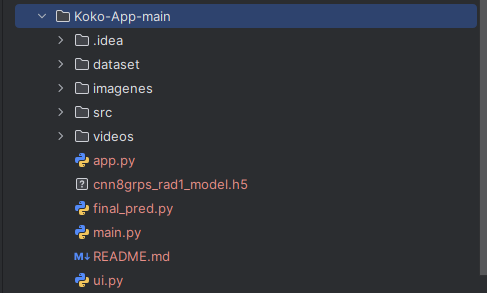 Koko-App-main
.idea
dataset
imagenes
src
videos
app.py
cnn8grps_rad1_model.h5
final_pred.py
main.py
M↓ README.md
ui.py